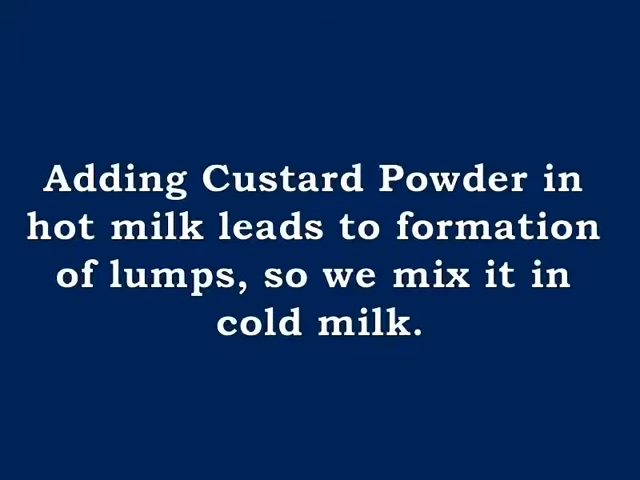 Adding Custard Powder in
hot milk leads to formation
of lumps, so we mix it in
cold milk.